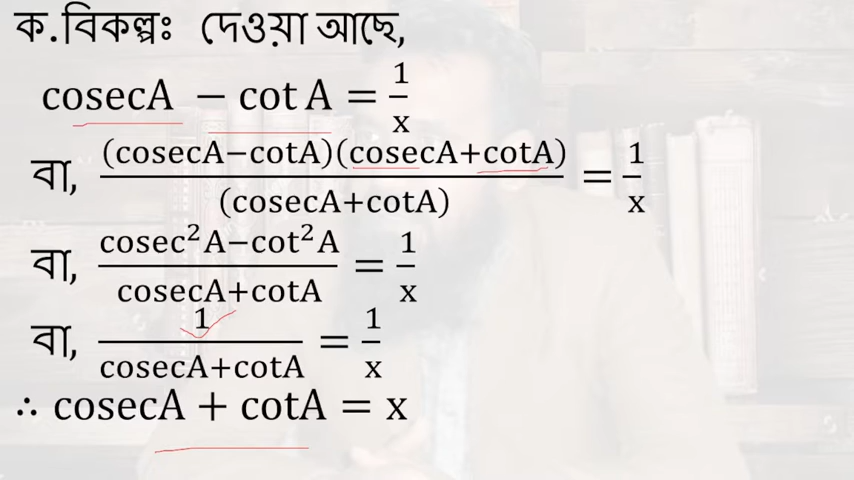 ক.বিকল্পঃ দেওয়া আছে,
cosecA − cot A = 1/x
বা, (cosecA−cotA)(cosecA+cotA)/(cosecA+cotA) = 1/x
বা, cosec²A−cot²A/cosecA+cotA = 1/x
বা, 1/cosecA+cotA = 1/x
∴ cosecA + cotA = x